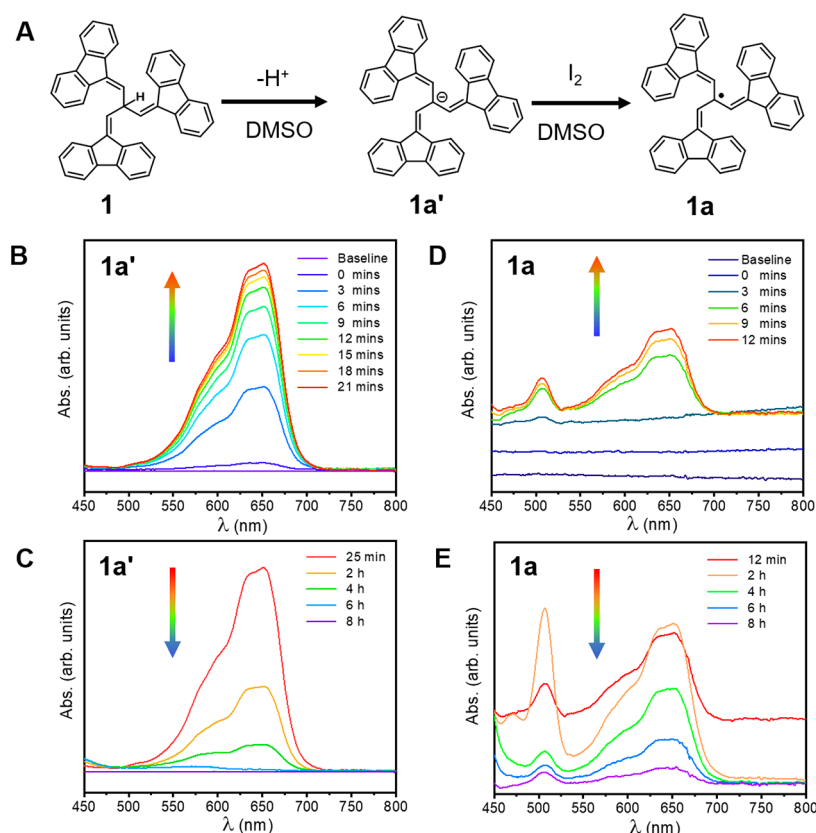 A
H
-H⁺
DMSO
⊖
I₂
DMSO
•
1
1a'
1a
B
1a'
Abs. (arb. units)
Baseline
0 mins
3 mins
6 mins
9 mins
12 mins
15 mins
18 mins
21 mins
450 500 550 600 650 700 750 800
λ (nm)
D
1a
Abs. (arb. units)
Baseline
0 mins
3 mins
6 mins
9 mins
12 mins
450 500 550 600 650 700 750 800
λ (nm)
C
1a'
Abs. (arb. units)
25 min
2 h
4 h
6 h
8 h
450 500 550 600 650 700 750 800
λ (nm)
E
1a
Abs. (arb. units)
12 min
2 h
4 h
6 h
8 h
450 500 550 600 650 700 750 800
λ (nm)